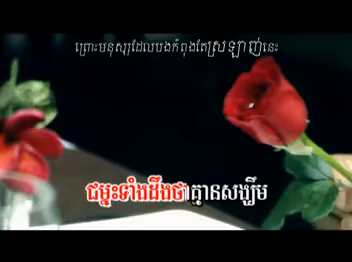 ព្រោះមនុស្សដែលបងកំពុងតែស្រឡាញ់នេះ
ជម្នះទាំងដឹងថាគ្មានសង្ឃឹម